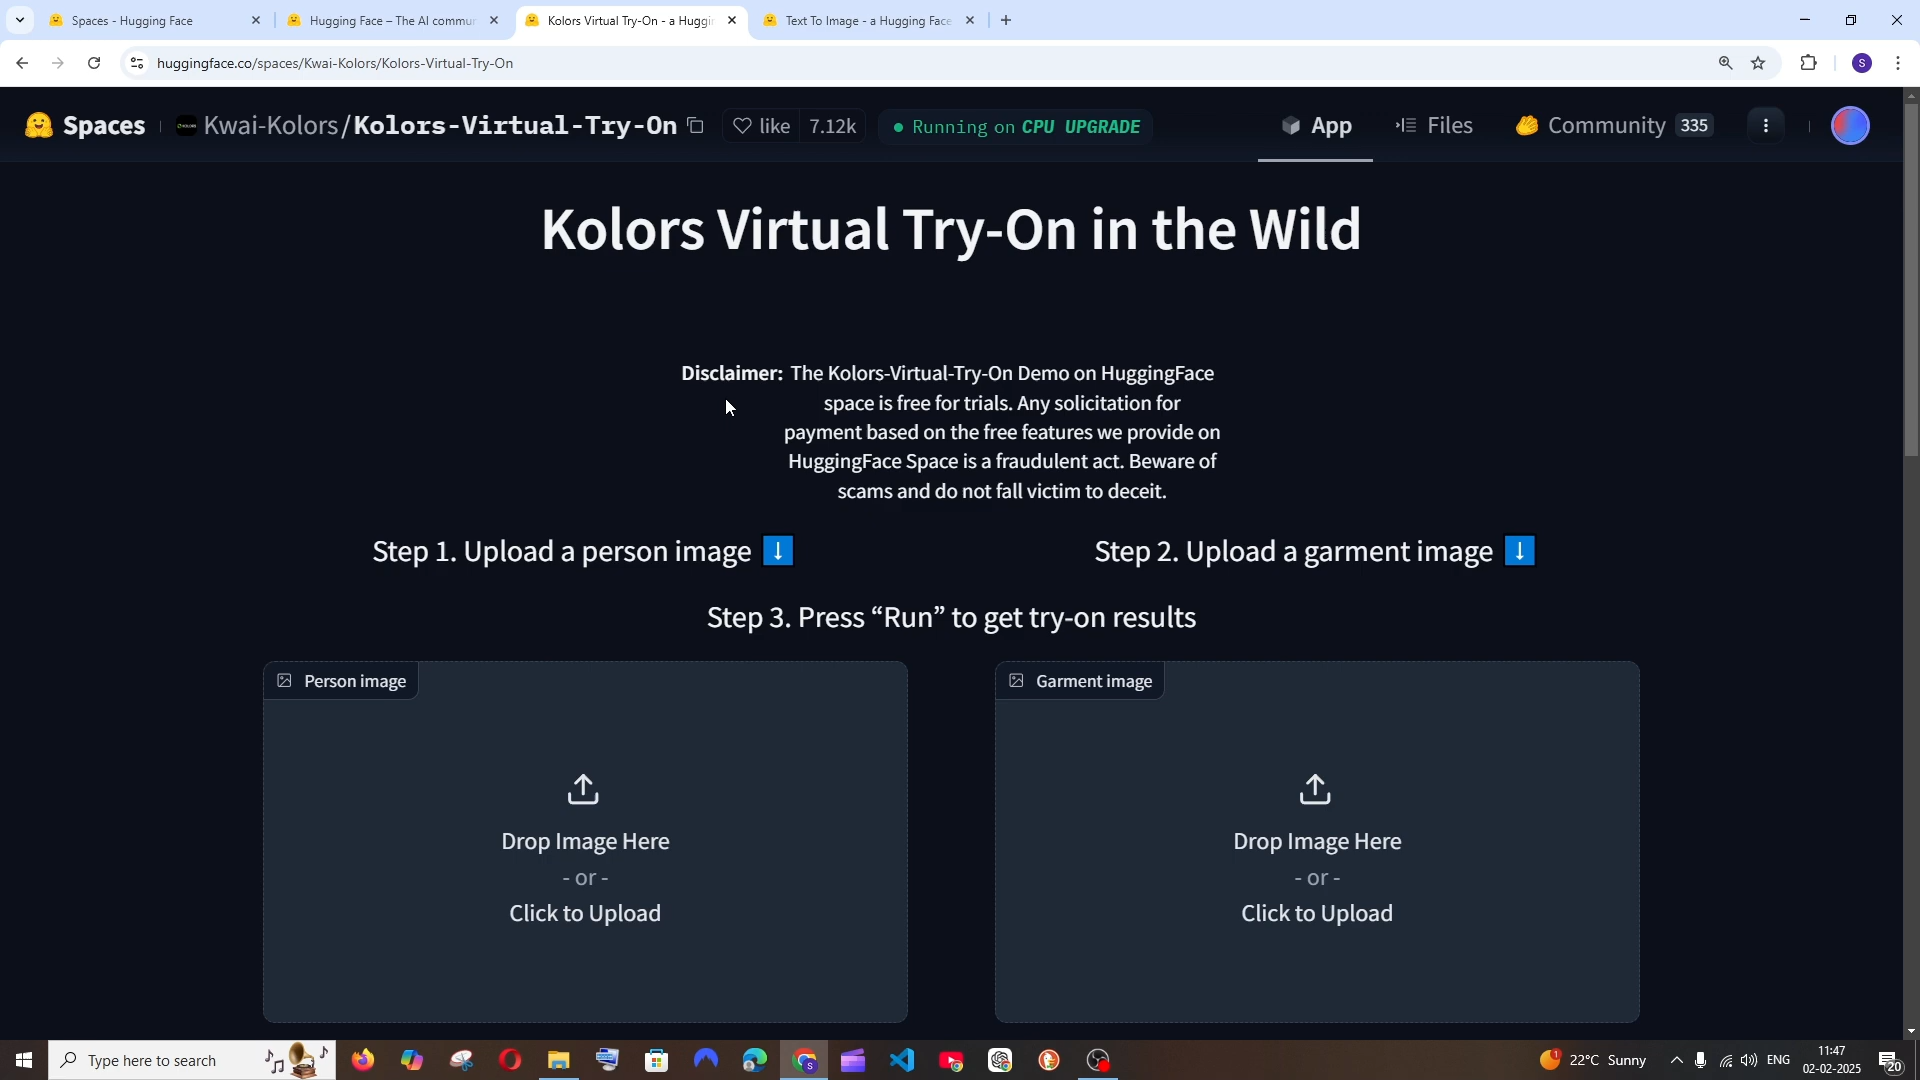 Spaces - Hugging Face
Hugging Face – The AI commu
Kolors Virtual Try-On - a Huggi
Text To Image - a Hugging Face
huggingface.co/spaces/Kwai-Kolors/Kolors-Virtual-Try-On
S
Spaces
Kwai-Kolors/Kolors-Virtual-Try-On
like 7.12k
Running on CPU UPGRADE
App
Files
Community 335
Kolors Virtual Try-On in the Wild
Disclaimer: The Kolors-Virtual-Try-On Demo on HuggingFace
space is free for trials. Any solicitation for
payment based on the free features we provide on
HuggingFace Space is a fraudulent act. Beware of
scams and do not fall victim to deceit.
Step 1. Upload a person image
Step 2. Upload a garment image
Step 3. Press “Run” to get try-on results
Person image
Drop Image Here
- or -
Click to Upload
Garment image
Drop Image Here
- or -
Click to Upload
Type here to search
1
22°C Sunny
ENG
11:47
02-02-2025
20